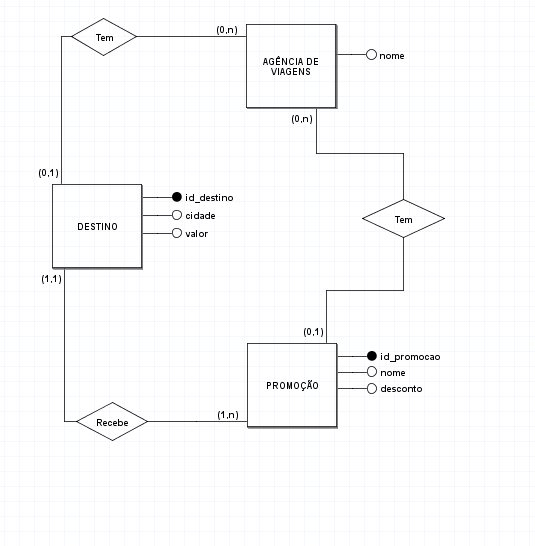 (0,n)
Tem
AGÊNCIA DE
VIAGENS
nome
(0,n)
(0,1)
DESTINO
id_destino
cidade
valor
Tem
(1,1)
(0,1)
PROMOÇÃO
id_promocao
nome
desconto
Recebe
(1,n)